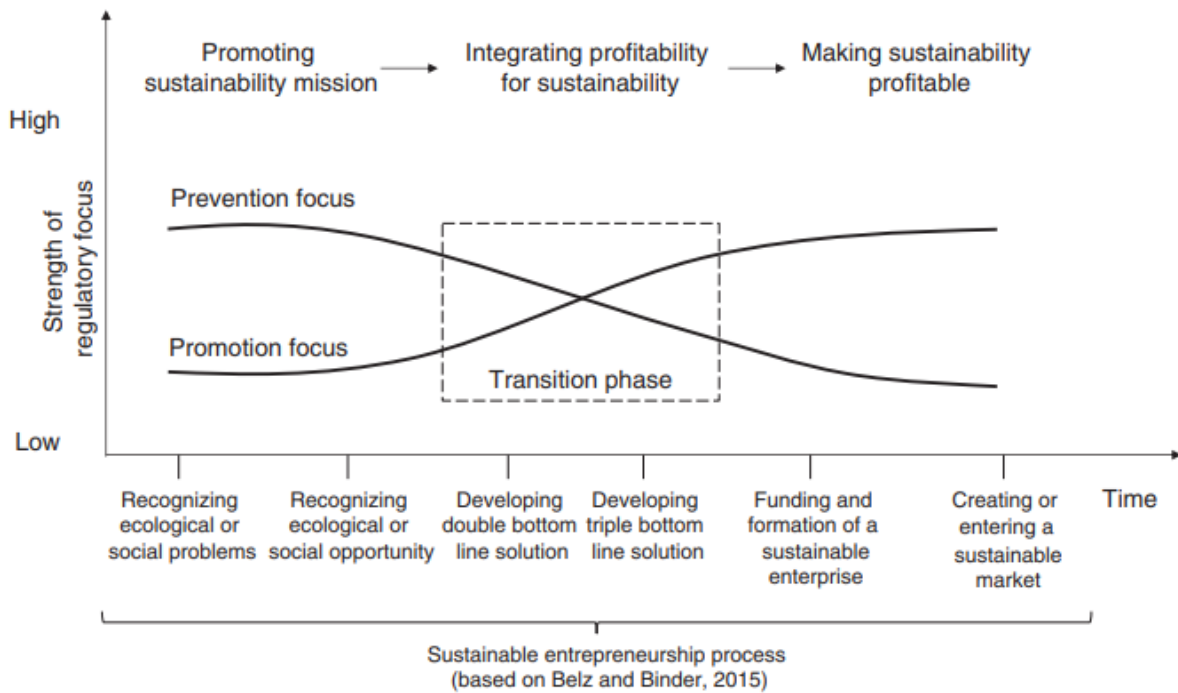 Promoting
sustainability mission
Integrating profitability
for sustainability
Making sustainability
profitable
High
Strength of
regulatory focus
Prevention focus
Promotion focus
Transition phase
Low
Recognizing
ecological or
social problems
Recognizing
ecological or
social opportunity
Developing
double bottom
line solution
Developing
triple bottom
line solution
Funding and
formation of a
sustainable
enterprise
Creating or
entering a
sustainable
market
Time
Sustainable entrepreneurship process
(based on Belz and Binder, 2015)